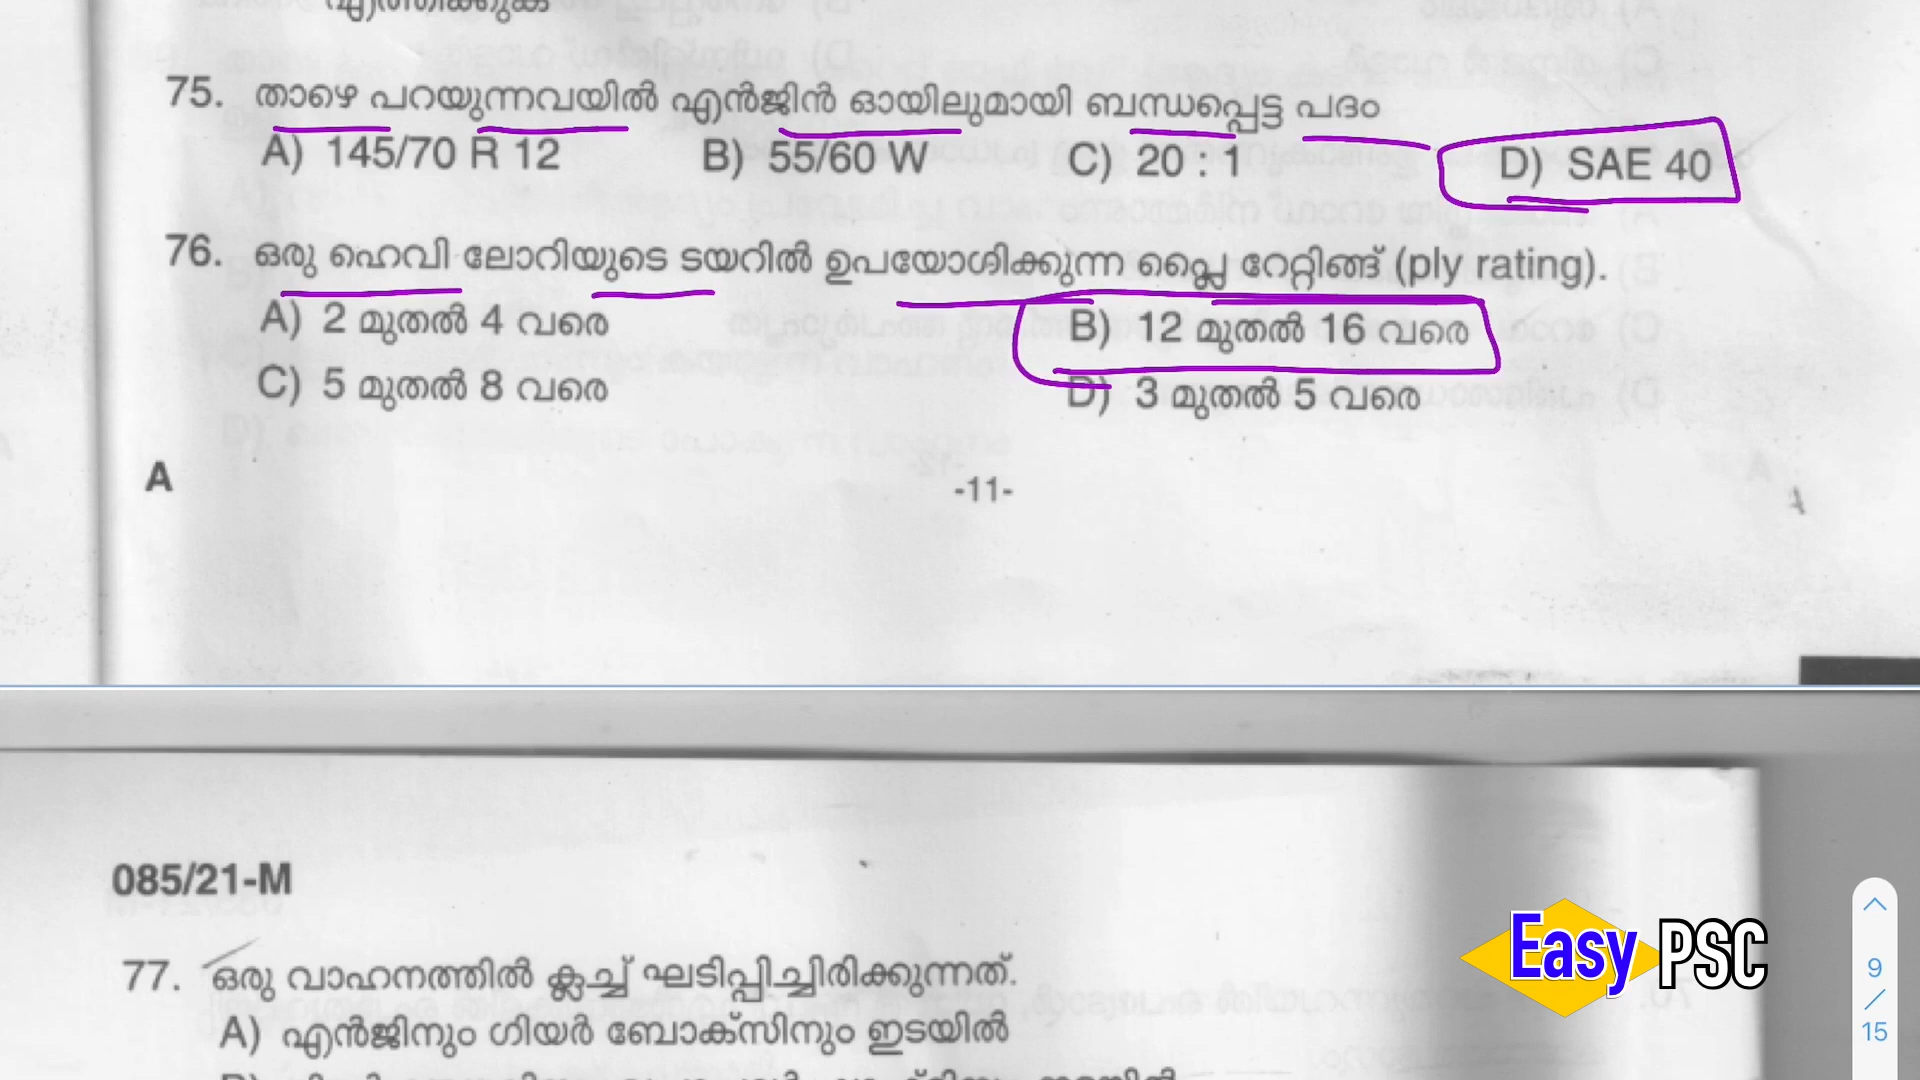 എത്തിക്കുക
75. താഴെ പറയുന്നവയിൽ എൻജിൻ ഓയിലുമായി ബന്ധപ്പെട്ട പദം
A) 145/70 R 12 B) 55/60 W C) 20 : 1 D) SAE 40
76. ഒരു ഹെവി ലോറിയുടെ ടയറിൽ ഉപയോഗിക്കുന്ന പ്ലൈ റേറ്റിങ്ങ് (ply rating).
A) 2 മുതൽ 4 വരെ B) 12 മുതൽ 16 വരെ
C) 5 മുതൽ 8 വരെ D) 3 മുതൽ 5 വരെ
A -11-
085/21-M
77. ഒരു വാഹനത്തിൽ ക്ലച്ച് ഘടിപ്പിച്ചിരിക്കുന്നത്.
A) എൻജിനും ഗിയർ ബോക്സിനും ഇടയിൽ
Easy PSC
9
/
15